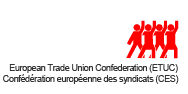 European Trade Union Confederation (ETUC)
Confédération européenne des syndicats (CES)